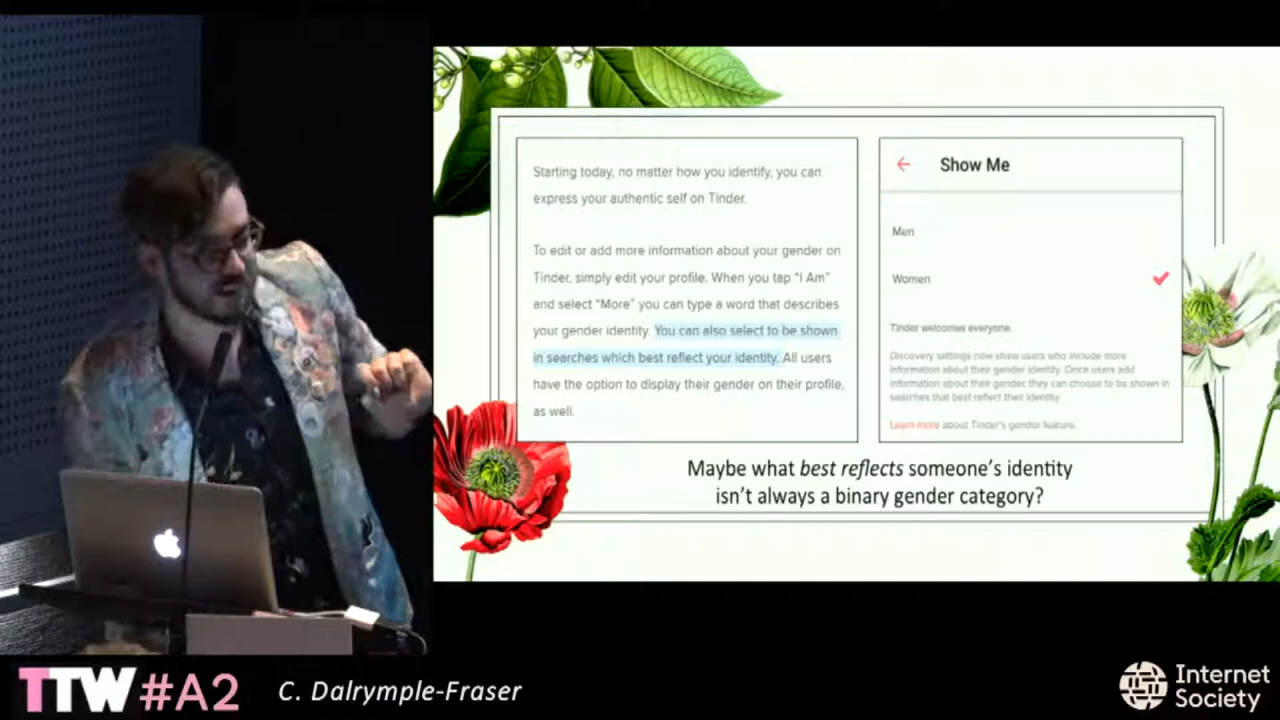 Starting today, no matter how you identify, you can
express your authentic self on Tinder.
To edit or add more information about your gender on
Tinder, simply edit your profile. When you tap "I Am"
and select "More" you can type a word that describes
your gender identity. You can also select to be shown
in searches which best reflect your identity. All users
have the option to display their gender on their profile,
as well.
← Show Me
Men
Women
Tinder welcomes everyone.
Discovery settings now show users who include more
information about their gender identity. Once users add
information about their gender, they can choose to be shown in
searches that best reflect their identity.
Learn more about Tinder's gender feature.
Maybe what best reflects someone's identity
isn't always a binary gender category?
TTW#A2
C. Dalrymple-Fraser
Internet
Society